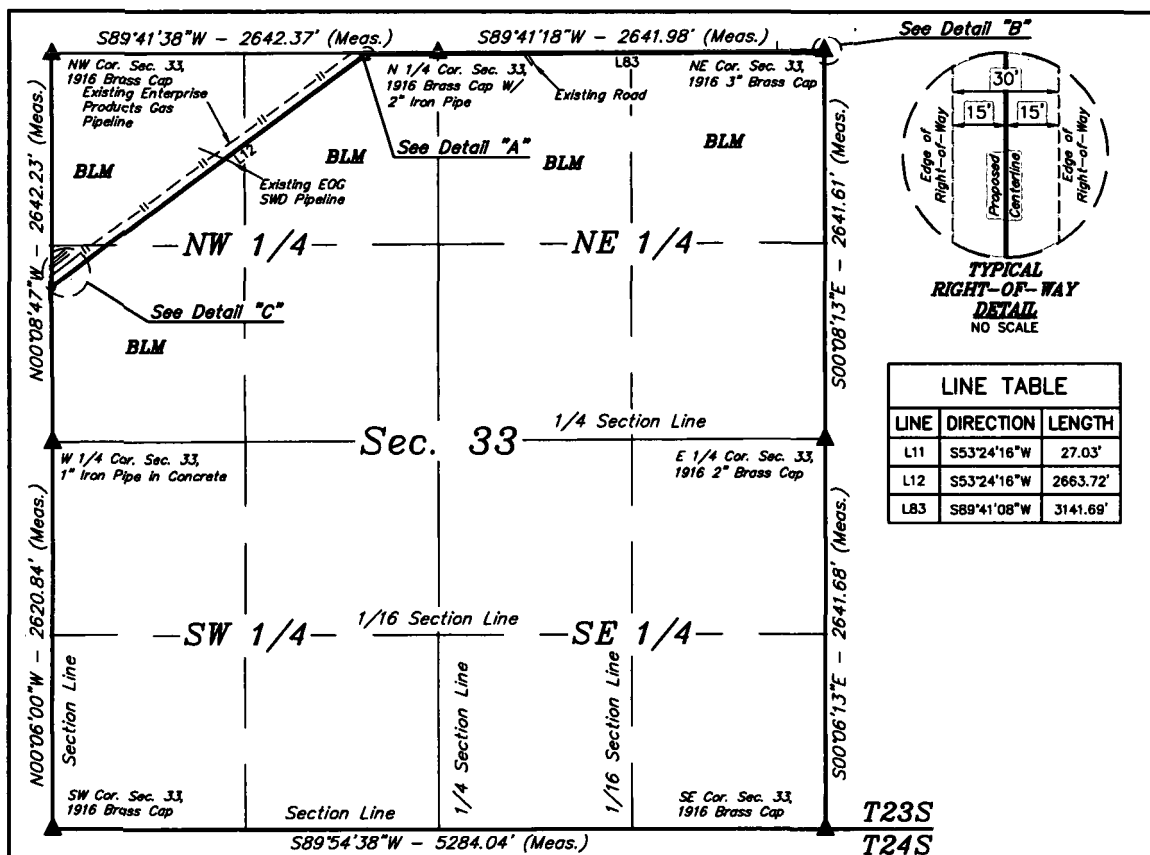 S89°41'38"W - 2642.37' (Meas.)
S89°41'18"W - 2641.98' (Meas.)
See Detail "B"
NW Cor. Sec. 33,
1916 Brass Cap
Existing Enterprise
Products Gas
Pipeline
N 1/4 Cor. Sec. 33,
1916 Brass Cap W/
2" Iron Pipe
Existing Road
L83
NE Cor. Sec. 33,
1916 3" Brass Cap
L12
See Detail "A"
BLM
BLM
BLM
BLM
Existing EOG
SWD Pipeline
N00°08'47"W - 2642.23' (Meas.)
S00°08'13"E - 2641.61' (Meas.)
NW 1/4
NE 1/4
See Detail "C"
BLM
30'
15'
15'
Edge of
Right-of-Way
Proposed
Centerline
Edge of
Right-of-Way
TYPICAL
RIGHT-OF-WAY
DETAIL
NO SCALE
LINE TABLE
LINE DIRECTION LENGTH
L11 S53°24'16"W 27.03'
L12 S53°24'16"W 2663.72'
L83 S89°41'08"W 3141.69'
Sec. 33
1/4 Section Line
W 1/4 Cor. Sec. 33,
1" Iron Pipe in Concrete
E 1/4 Cor. Sec. 33,
1916 2" Brass Cap
N00°06'00"W - 2620.84' (Meas.)
S00°06'13"E - 2641.68' (Meas.)
SW 1/4
1/16 Section Line
SE 1/4
Section Line
1/4 Section Line
1/16 Section Line
SW Cor. Sec. 33,
1916 Brass Cap
Section Line
SE Cor. Sec. 33,
1916 Brass Cap
S89°54'38"W - 5284.04' (Meas.)
T23S
T24S